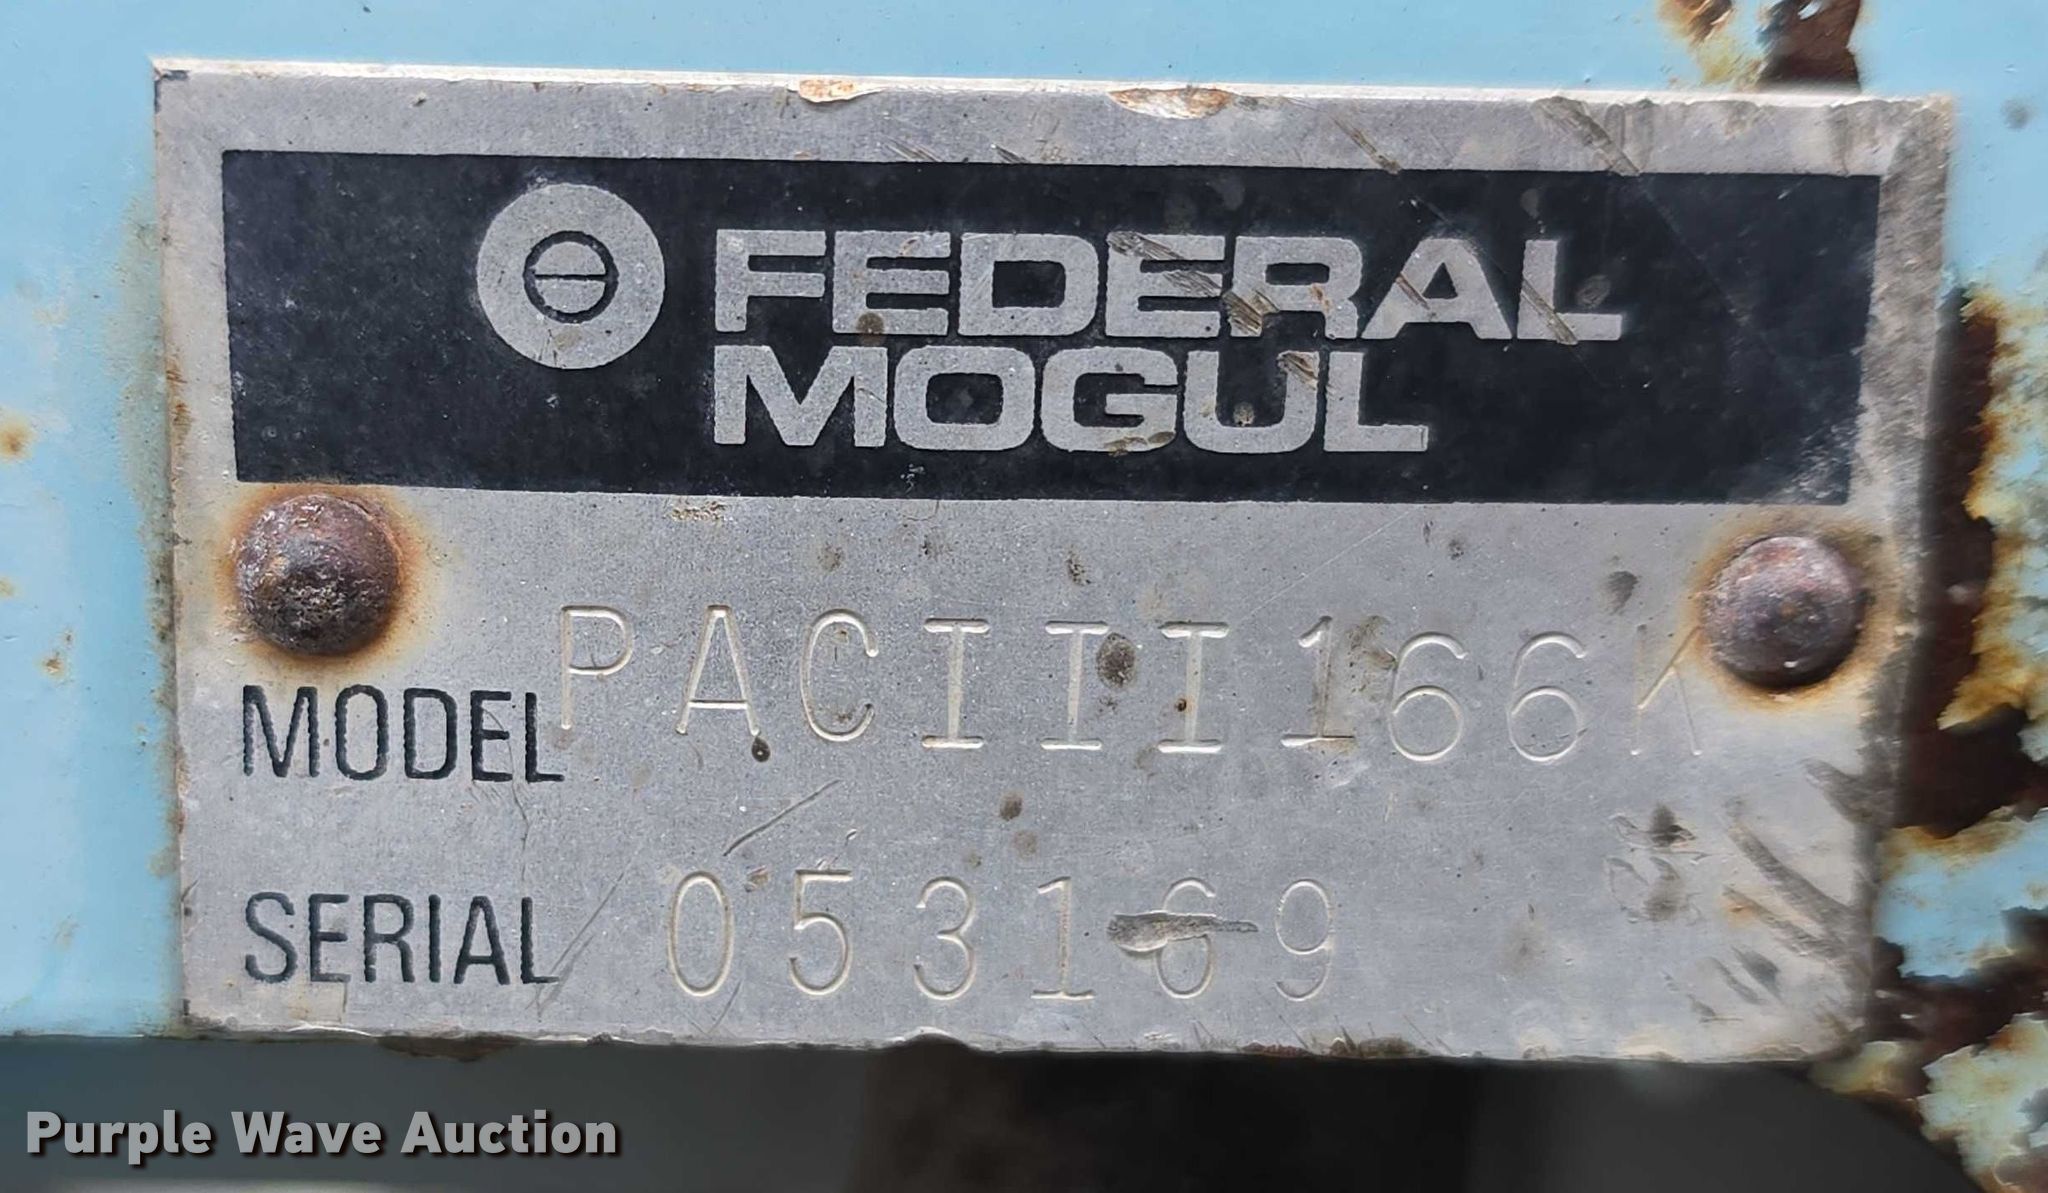 FEDERAL
MOGUL
MODEL PACIII166K
SERIAL 053169
Purple Wave Auction